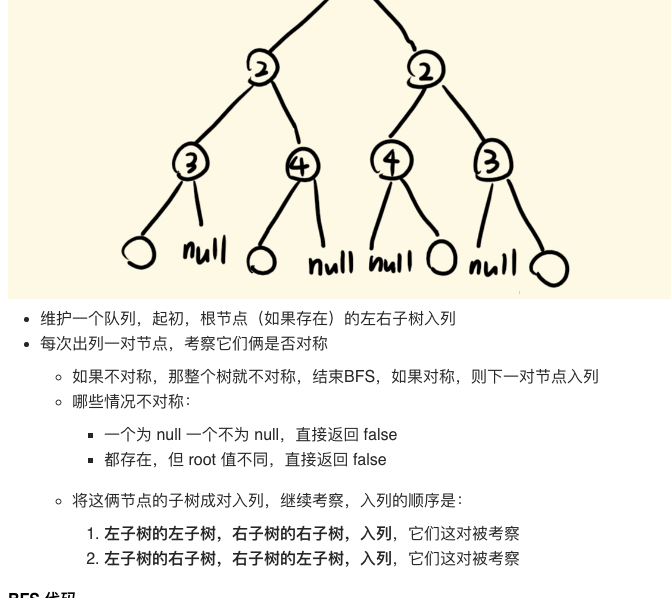 2 2
3 4 4 3
null null null null
维护一个队列，起初，根节点（如果存在）的左右子树入列
每次出列一对节点，考察它们俩是否对称
如果不对称，那整个树就不对称，结束BFS，如果对称，则下一对节点入列
哪些情况不对称：
一个为 null 一个不为 null，直接返回 false
都存在，但 root 值不同，直接返回 false
将这俩节点的子树成对入列，继续考察，入列的顺序是：
1. 左子树的左子树，右子树的右子树，入列，它们这对被考察
2. 左子树的右子树，右子树的左子树，入列，它们这对被考察
BFS 代码